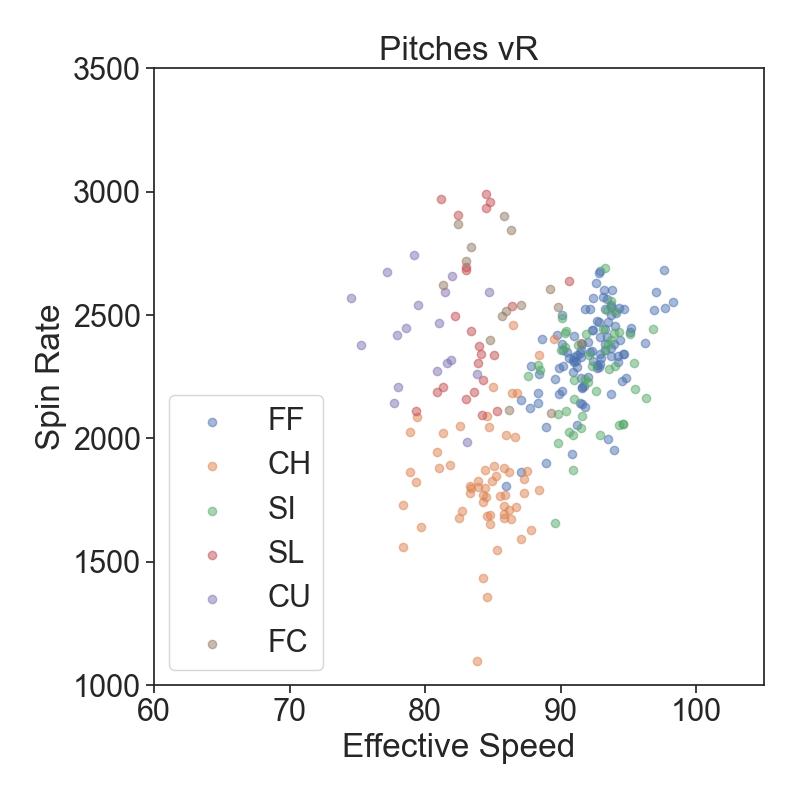 Pitches vR
3500
3000
2500
2000
1500
1000
Spin Rate
FF
CH
SI
SL
CU
FC
60 70 80 90 100
Effective Speed